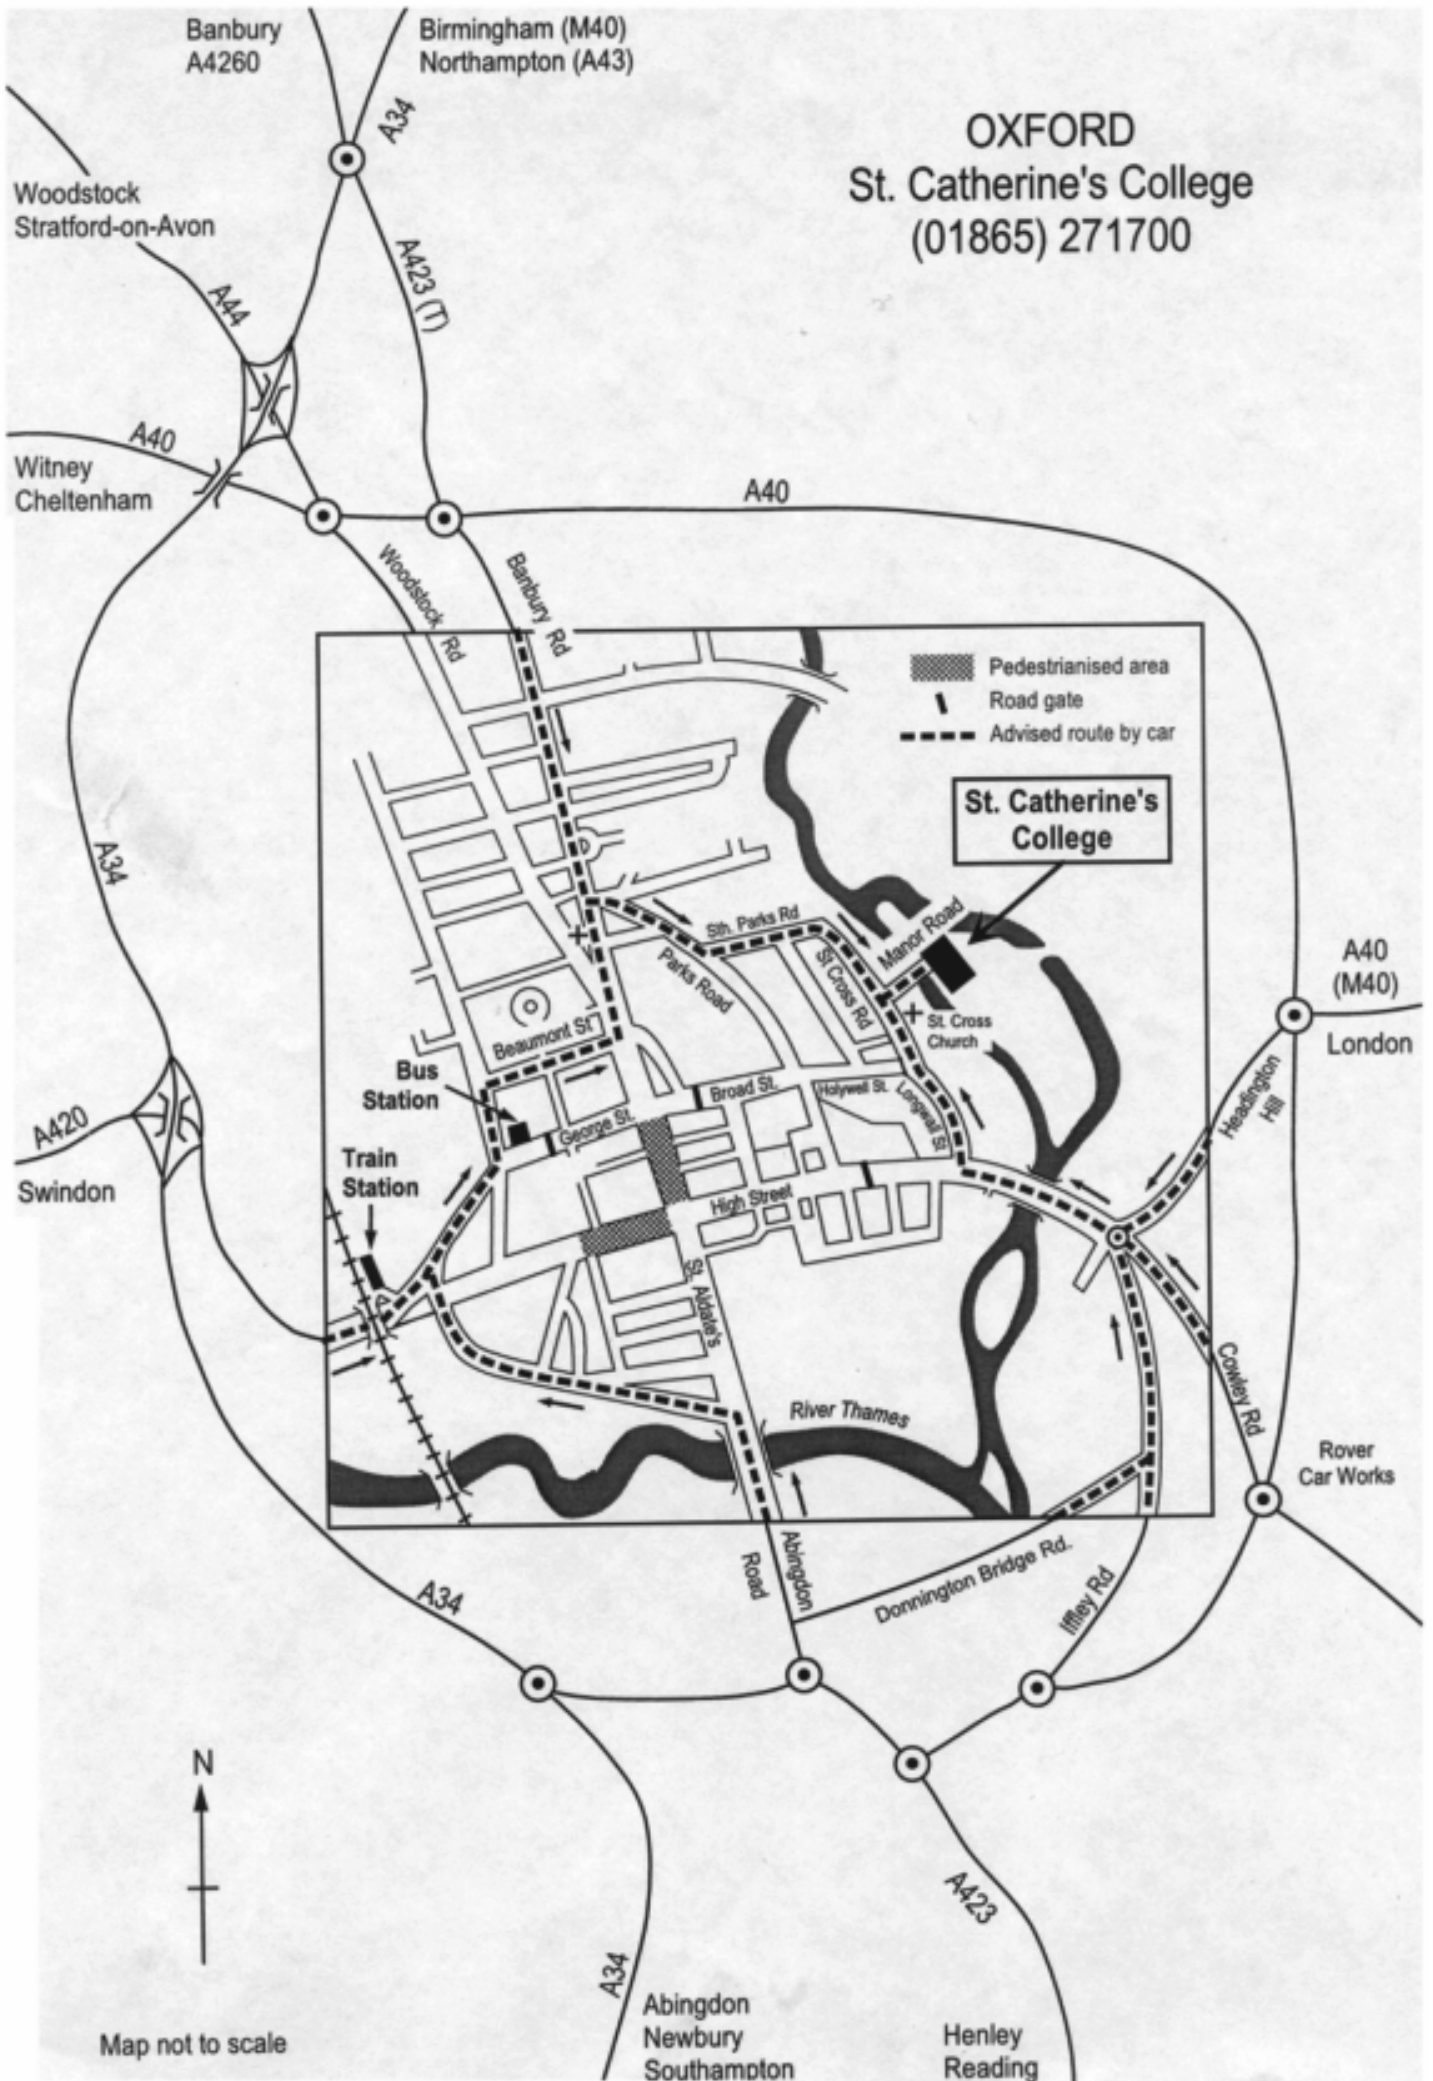 Banbury
A4260
Birmingham (M40)
Northampton (A43)
A34
OXFORD
St. Catherine's College
(01865) 271700
Woodstock
Stratford-on-Avon
A44
A423 (T)
A40
Witney
Cheltenham
A40
Woodstock Rd
Banbury Rd
Pedestrianised area
Road gate
Advised route by car
St. Catherine's
College
A34
Sth. Parks Rd
Manor Road
Parks Road
St Cross Rd
A40
(M40)
London
St. Cross
Church
Beaumont St
Bus
Station
Broad St.
Holywell St.
Longwall St
George St.
Headington
Hill
A420
Swindon
Train
Station
High Street
St. Aldate's
Cowley Rd
River Thames
Rover
Car Works
Abingdon
Road
Donnington Bridge Rd.
Iffley Rd
A34
N
A423
A34
Abingdon
Newbury
Southampton
Henley
Reading
Map not to scale